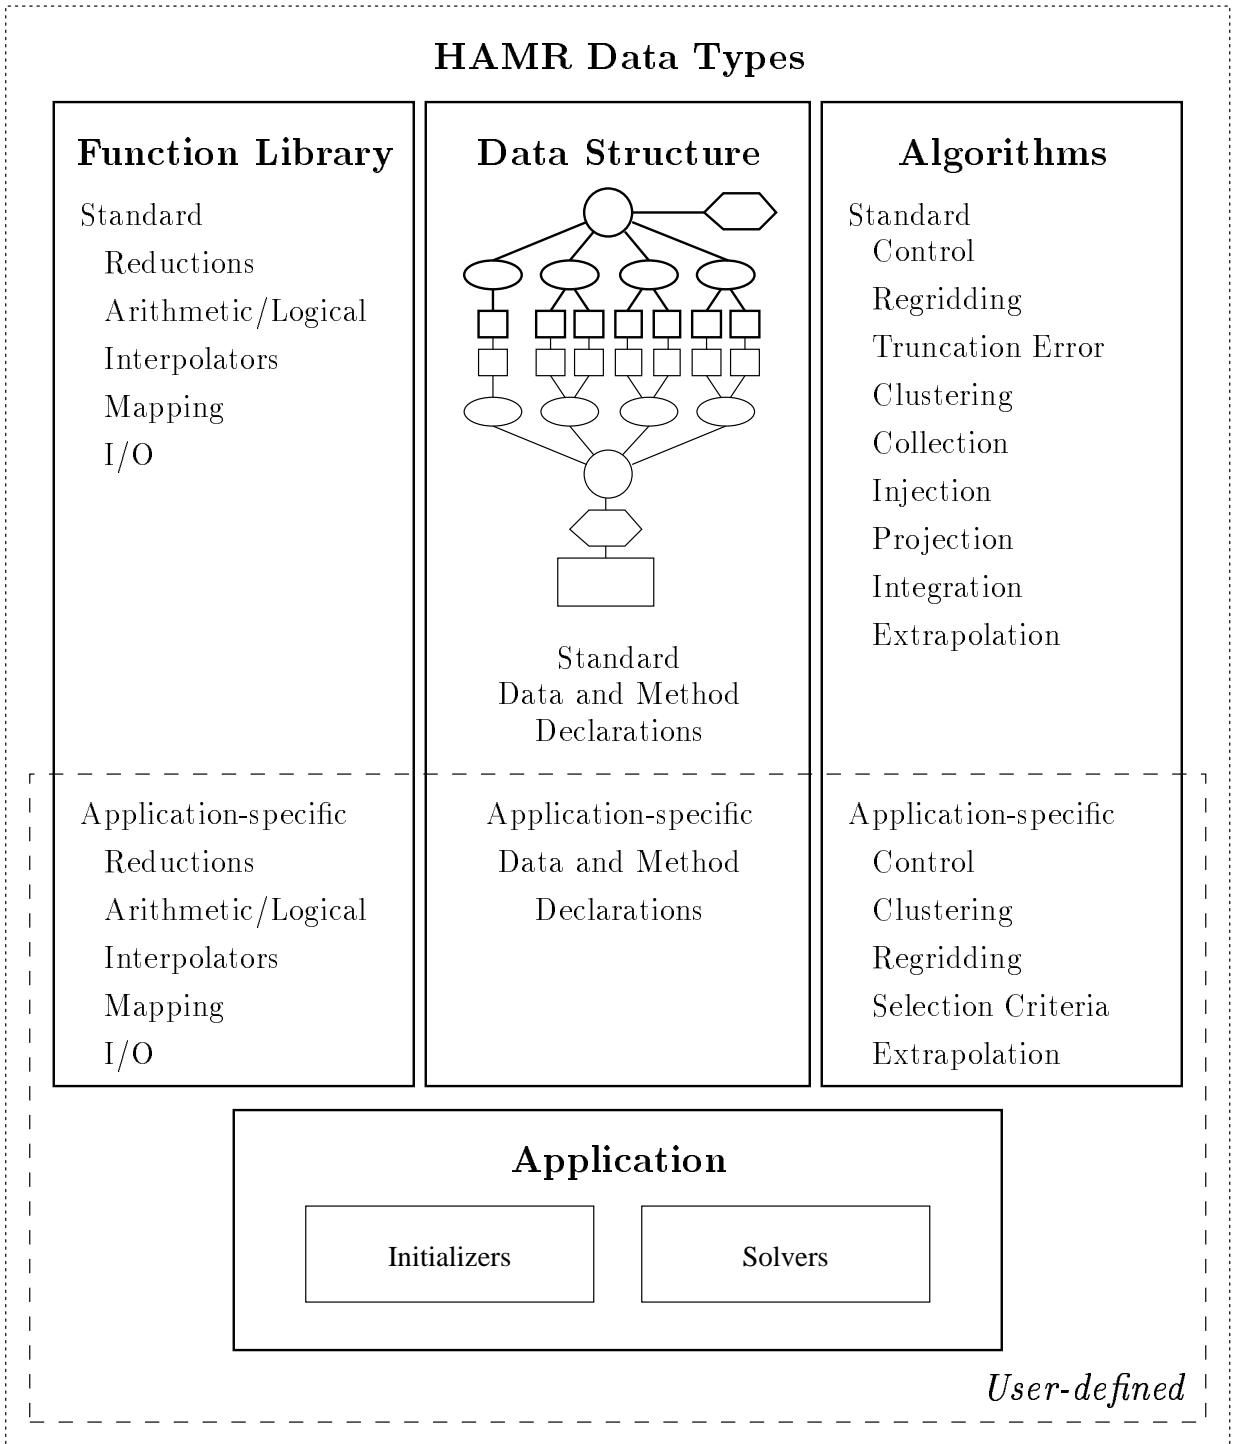 HAMR Data Types
Function Library
Standard
Reductions
Arithmetic/Logical
Interpolators
Mapping
I/O
Application-specific
Reductions
Arithmetic/Logical
Interpolators
Mapping
I/O
Data Structure
Standard
Data and Method
Declarations
Application-specific
Data and Method
Declarations
Algorithms
Standard
Control
Regridding
Truncation Error
Clustering
Collection
Injection
Projection
Integration
Extrapolation
Application-specific
Control
Clustering
Regridding
Selection Criteria
Extrapolation
Application
Initializers
Solvers
User-defined